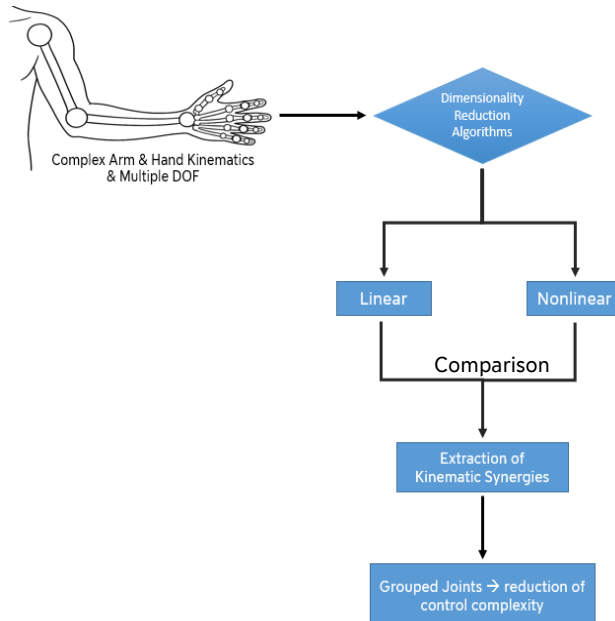 Complex Arm & Hand Kinematics
& Multiple DOF
Dimensionality
Reduction
Algorithms
Linear
Nonlinear
Comparison
Extraction of
Kinematic Synergies
Grouped Joints → reduction of
control complexity